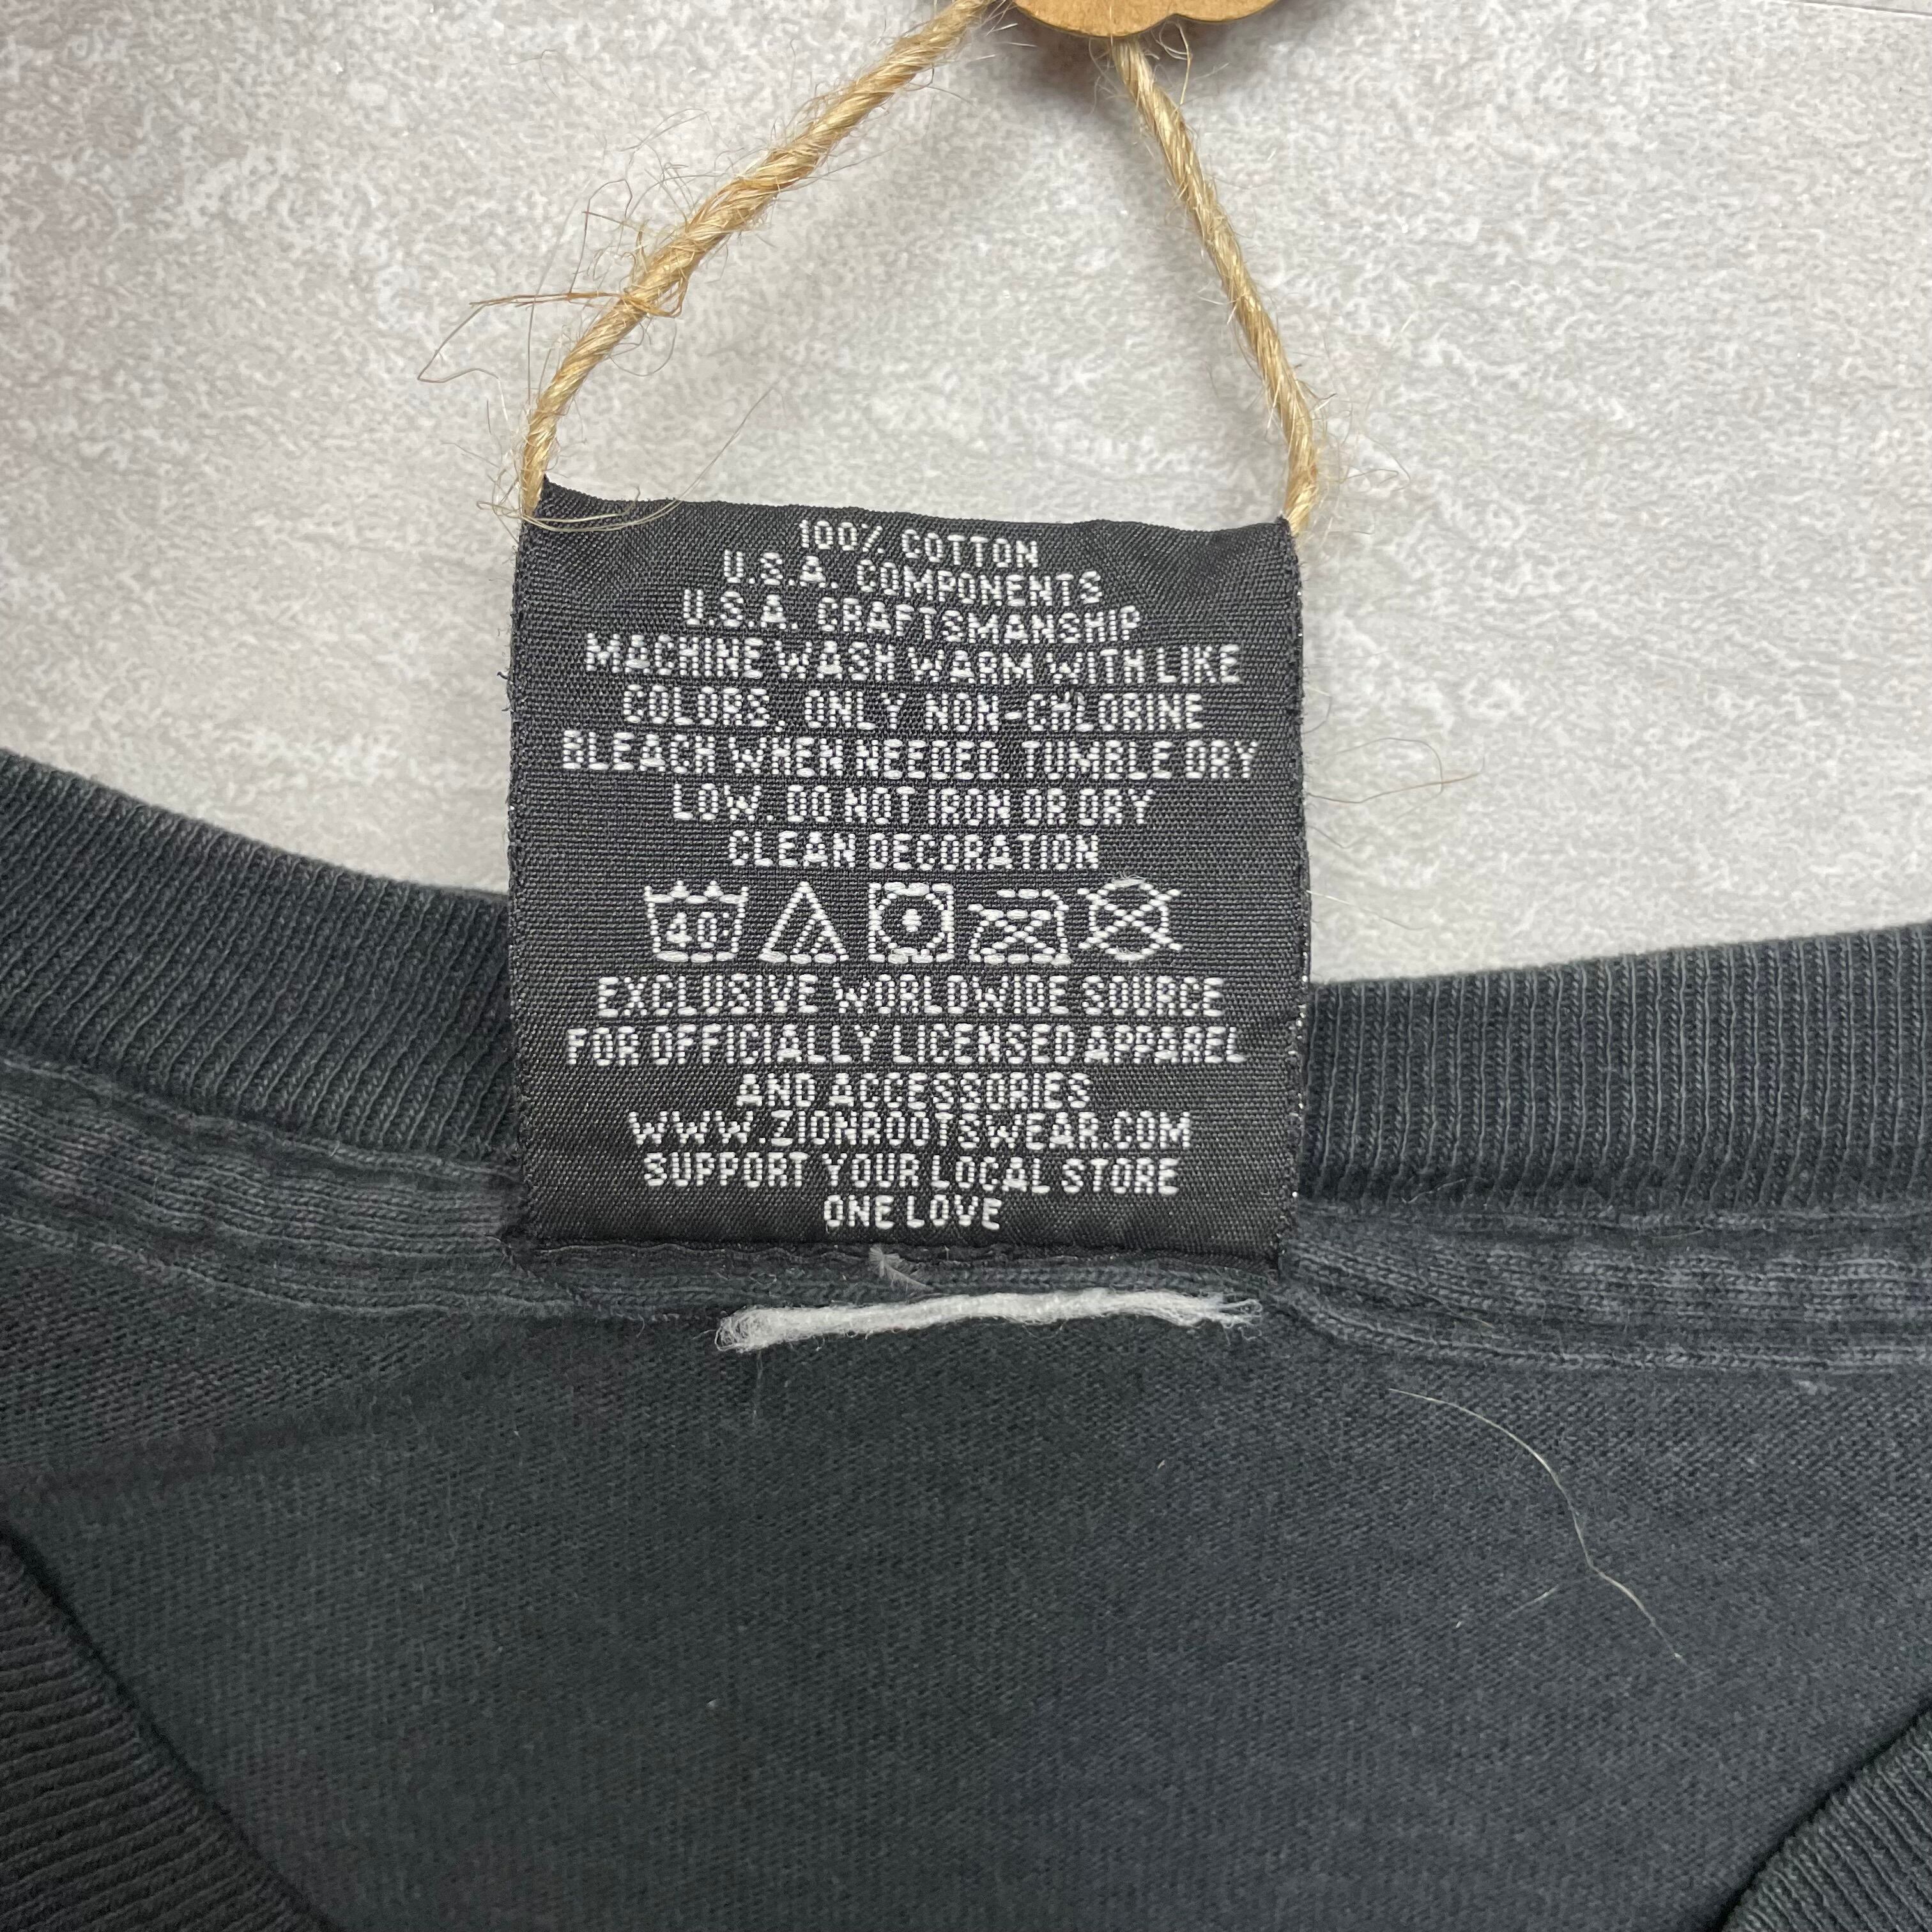 100% COTTON
U.S.A. COMPONENTS
U.S.A. CRAFTSMANSHIP
MACHINE WASH WARM WITH LIKE
COLORS, ONLY NON-CHLORINE
BLEACH WHEN NEEDED. TUMBLE DRY
LOW. DO NOT IRON OR DRY
CLEAN DECORATION
40°
EXCLUSIVE WORLDWIDE SOURCE
FOR OFFICIALLY LICENSED APPAREL
AND ACCESSORIES
WWW.ZIONROOTSWEAR.COM
SUPPORT YOUR LOCAL STORE
ONE LOVE